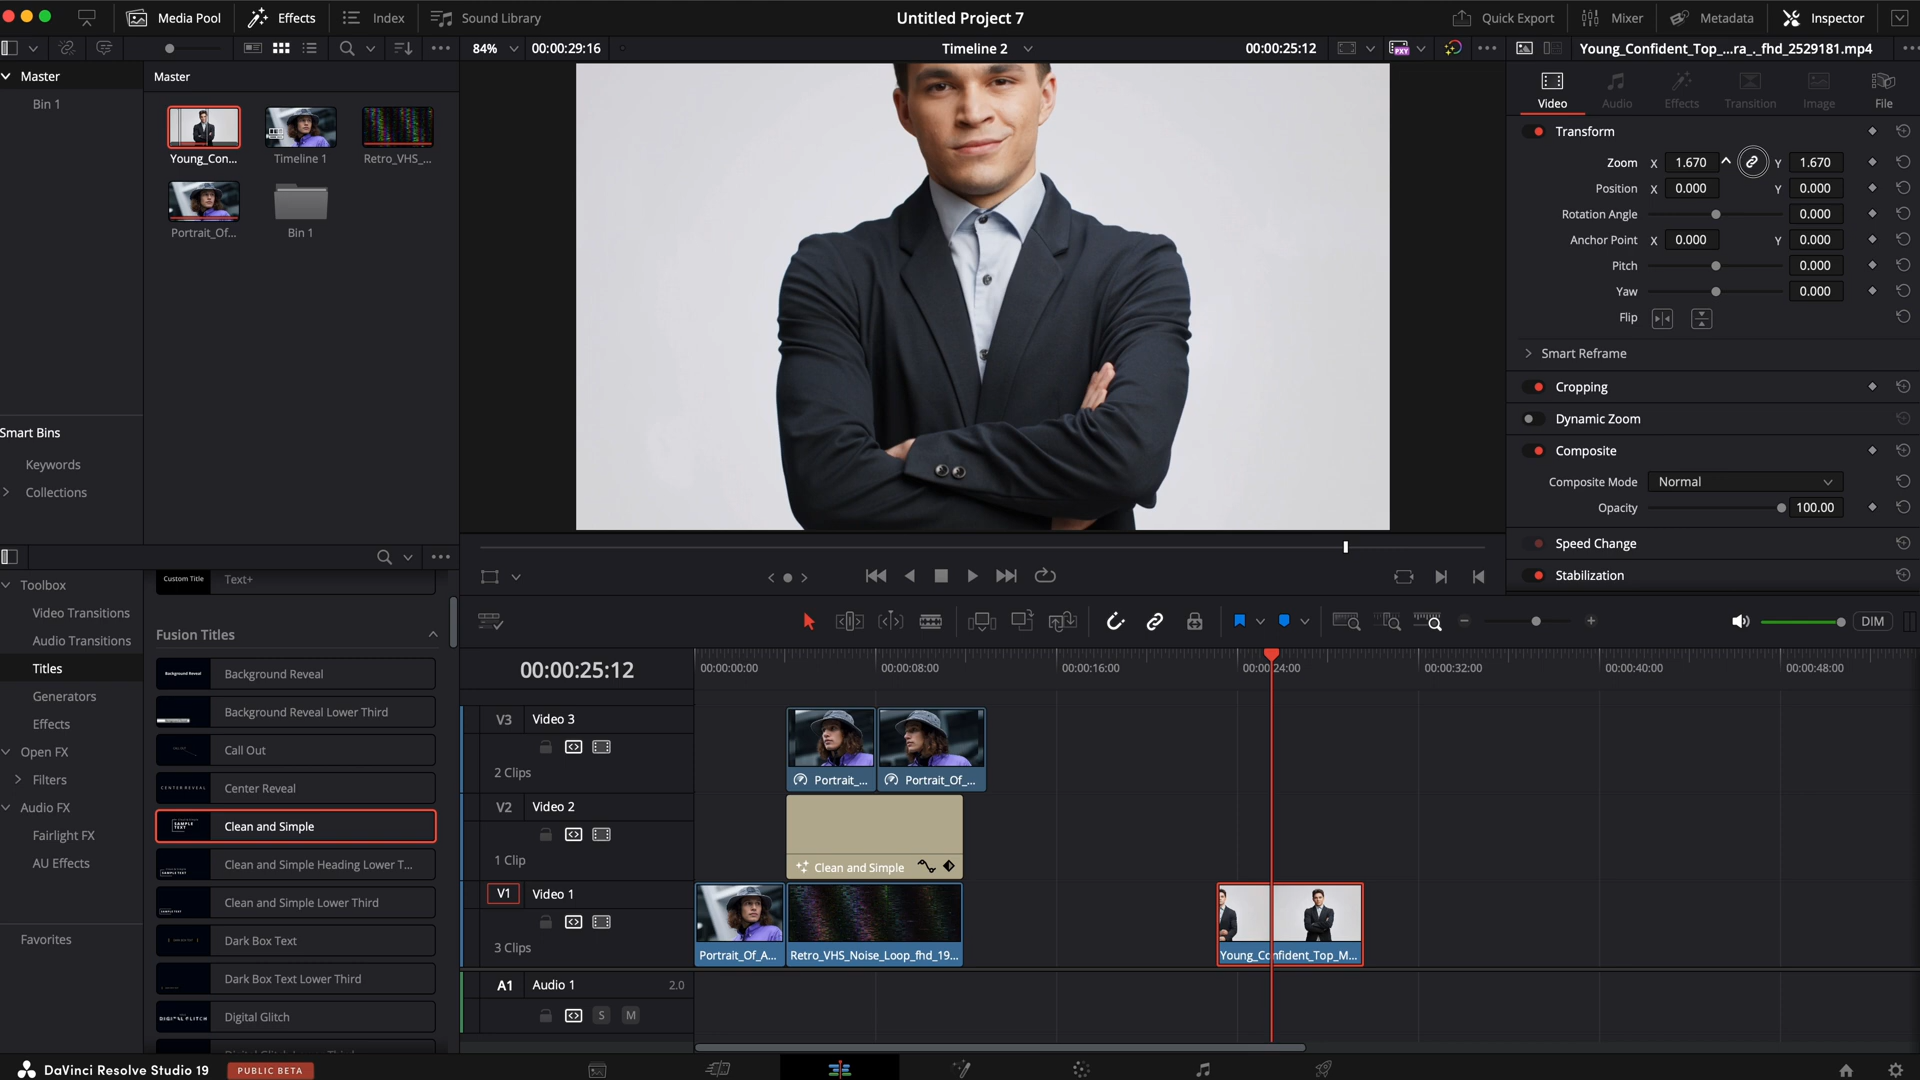 Media Pool
Effects
Index
Sound Library
Untitled Project 7
Quick Export
Mixer
Metadata
Inspector
84%
00:00:29:16
Timeline 2
00:00:25:12
PXY
Young_Confident_Top_...ra_._fhd_2529181.mp4
Master
Bin 1
Master
Young_Con...
Timeline 1
Retro_VHS_...
Portrait_Of...
Bin 1
Smart Bins
Keywords
Collections
Video
Audio
Effects
Transition
Image
File
Transform
Zoom X 1.670 Y 1.670
Position X 0.000 Y 0.000
Rotation Angle 0.000
Anchor Point X 0.000 Y 0.000
Pitch 0.000
Yaw 0.000
Flip
Smart Reframe
Cropping
Dynamic Zoom
Composite
Composite Mode Normal
Opacity 100.00
Speed Change
Stabilization
Toolbox
Video Transitions
Audio Transitions
Titles
Generators
Effects
Open FX
Filters
Audio FX
Fairlight FX
AU Effects
Favorites
Custom Title Text+
Fusion Titles
Background Reveal Background Reveal
Background Reveal Lower Third
Call Out
CENTER REVEAL Center Reveal
SAMPLE TEXT Clean and Simple
Clean and Simple Heading Lower T...
Clean and Simple Lower Third
Dark Box Text
Dark Box Text Lower Third
DIGITAL GLITCH Digital Glitch
DIM
00:00:25:12
00:00:00:00
00:00:08:00
00:00:16:00
00:00:24:00
00:00:32:00
00:00:40:00
00:00:48:00
V3 Video 3
2 Clips
Portrait_...
Portrait_Of_...
V2 Video 2
1 Clip
Clean and Simple
V1 Video 1
3 Clips
Portrait_Of_A...
Retro_VHS_Noise_Loop_fhd_19...
Young_Confident_Top_M...
A1 Audio 1 2.0
S M
DaVinci Resolve Studio 19
PUBLIC BETA